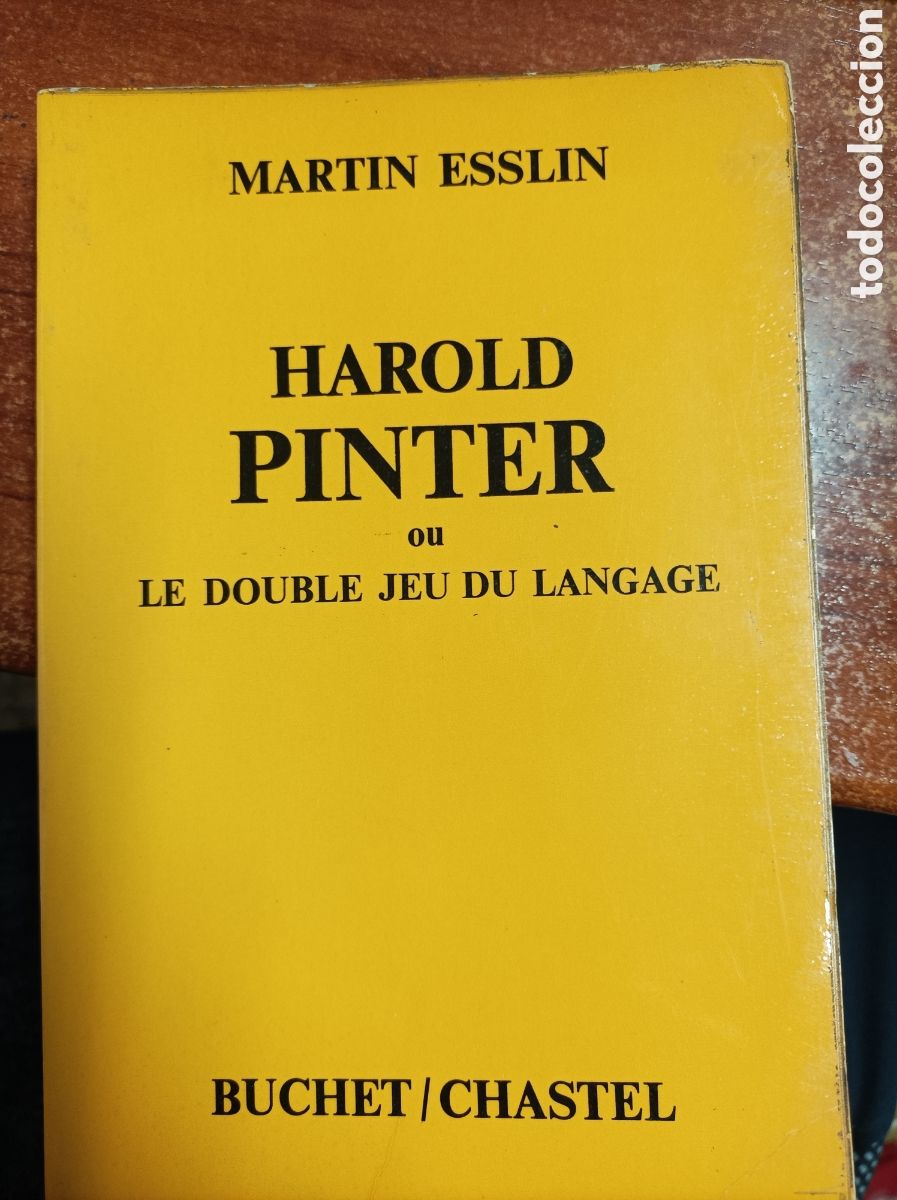 MARTIN ESSLIN
HAROLD
PINTER
ou
LE DOUBLE JEU DU LANGAGE
BUCHET/CHASTEL
todocoleccion